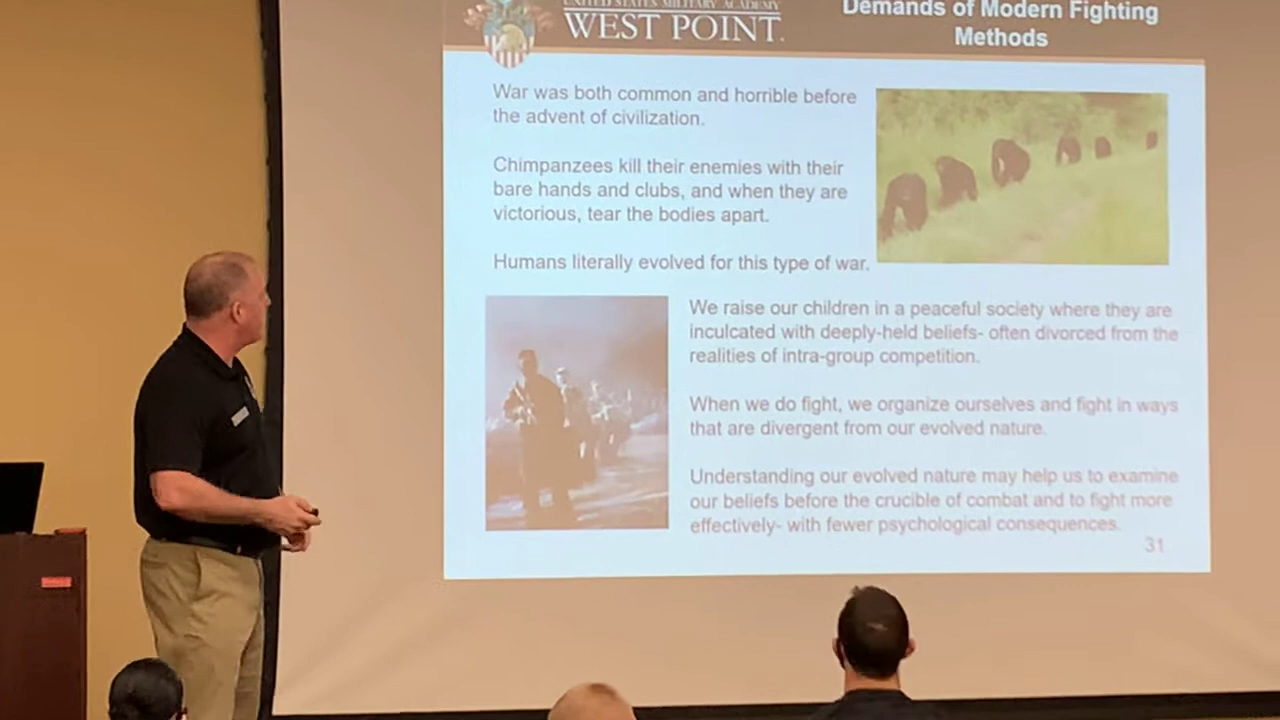 UNITED STATES MILITARY ACADEMY
WEST POINT.
Demands of Modern Fighting
Methods
War was both common and horrible before
the advent of civilization.
Chimpanzees kill their enemies with their
bare hands and clubs, and when they are
victorious, tear the bodies apart.
Humans literally evolved for this type of war.
We raise our children in a peaceful society where they are
inculcated with deeply-held beliefs- often divorced from the
realities of intra-group competition.
When we do fight, we organize ourselves and fight in ways
that are divergent from our evolved nature.
Understanding our evolved nature may help us to examine
our beliefs before the crucible of combat and to fight more
effectively- with fewer psychological consequences.
31